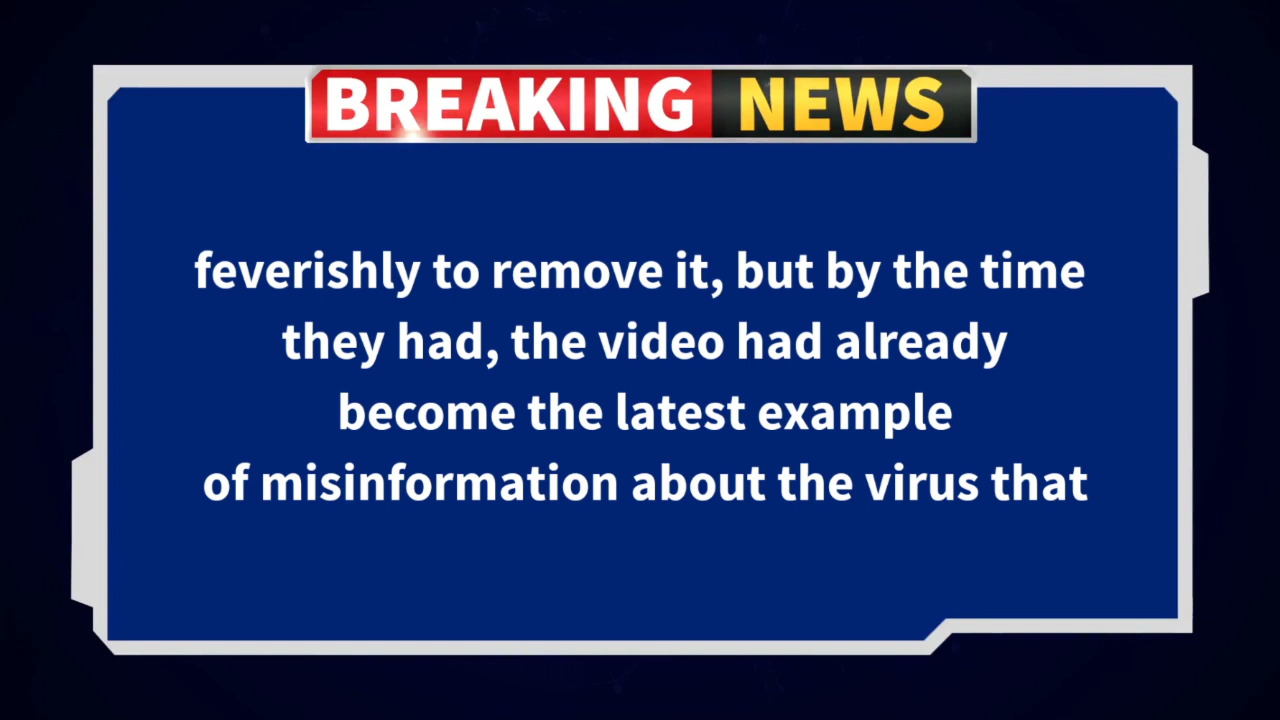 BREAKING NEWS
feverishly to remove it, but by the time
they had, the video had already
become the latest example
of misinformation about the virus that